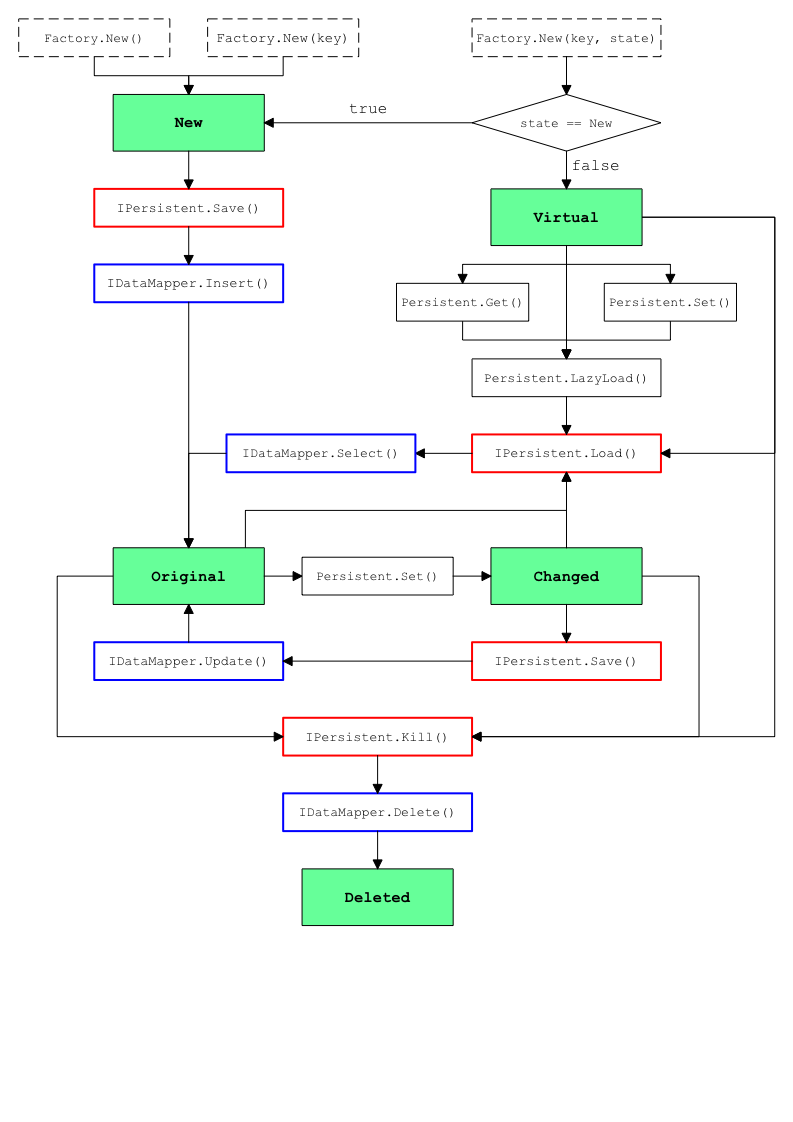 Factory.New()
Factory.New(key)
Factory.New(key, state)
New
true
state == New
false
IPersistent.Save()
Virtual
IDataMapper.Insert()
Persistent.Get()
Persistent.Set()
Persistent.LazyLoad()
IDataMapper.Select()
IPersistent.Load()
Original
Persistent.Set()
Changed
IDataMapper.Update()
IPersistent.Save()
IPersistent.Kill()
IDataMapper.Delete()
Deleted